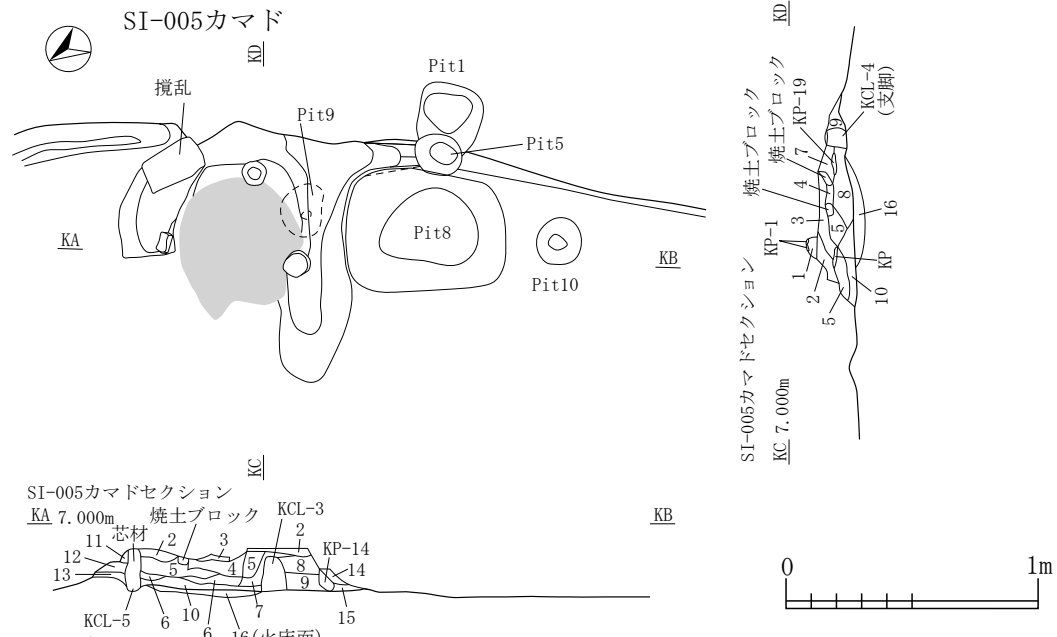 SI-005カマド
KD
撹乱
Pit1
Pit9
Pit5
KA
Pit8
KB
Pit10
KC
KD
KCL-4
(支脚)
KP-19
焼土ブロック
焼土ブロック
9
7
4
8
3
16
5
KP-1
KP
1
2
10
5
SI-005カマドセクション
KC 7.000m
SI-005カマドセクション
KA 7.000m
焼土ブロック
KCL-3
KB
芯材
11
2
3
2
KP-14
12
5
4
5
8
14
13
9
KCL-5
6
10
6
7
15
16(火床面)
0
1m